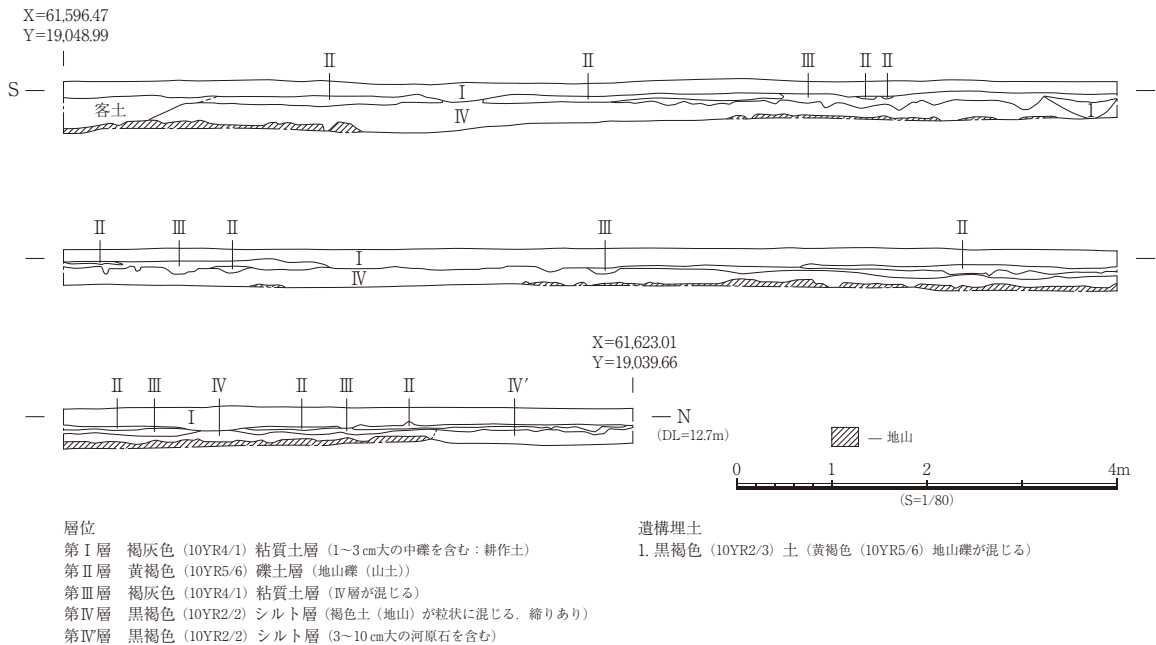 X=61,596.47
Y=19,048.99
Ⅱ Ⅱ Ⅲ Ⅱ Ⅱ
S
Ⅰ
客土
Ⅳ
1
Ⅱ Ⅲ Ⅱ Ⅲ Ⅱ
Ⅰ
Ⅳ
X=61,623.01
Y=19,039.66
Ⅱ Ⅲ Ⅳ Ⅱ Ⅲ Ⅱ Ⅳ′
Ⅰ
N
(DL=12.7m)
地山
0 1 2 4m
(S=1/80)
層位
第Ⅰ層 褐灰色(10YR4/1)粘質土層(1~3㎝大の中礫を含む:耕作土)
第Ⅱ層 黄褐色(10YR5/6)礫土層(地山礫(山土))
第Ⅲ層 褐灰色(10YR4/1)粘質土層(Ⅳ層が混じる)
第Ⅳ層 黒褐色(10YR2/2)シルト層(褐色土(地山)が粒状に混じる.締りあり)
第Ⅳ′層 黒褐色(10YR2/2)シルト層(3~10㎝大の河原石を含む)
遺構埋土
1. 黒褐色(10YR2/3)土(黄褐色(10YR5/6)地山礫が混じる)